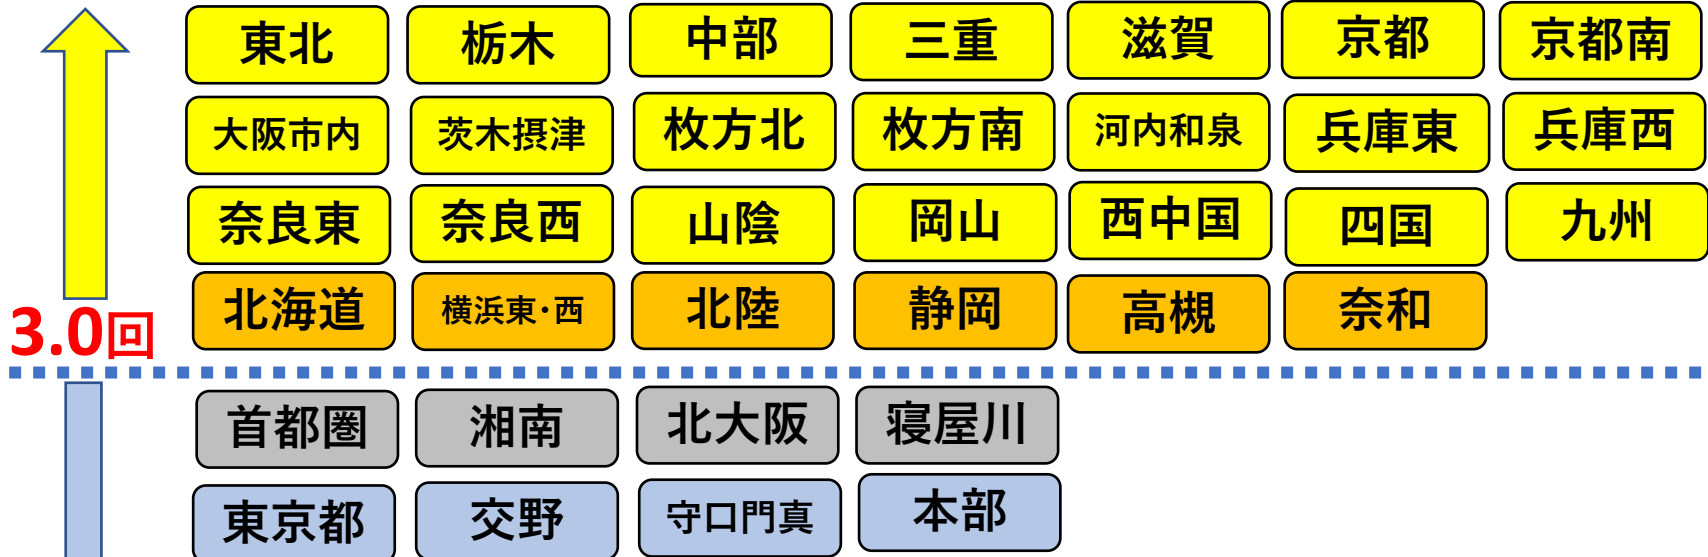 東北 栃木 中部 三重 滋賀 京都 京都南
大阪市内 茨木摂津 枚方北 枚方南 河内和泉 兵庫東 兵庫西
奈良東 奈良西 山陰 岡山 西中国 四国 九州
北海道 横浜東・西 北陸 静岡 高槻 奈和
3.0回
首都圏 湘南 北大阪 寝屋川
東京都 交野 守口門真 本部